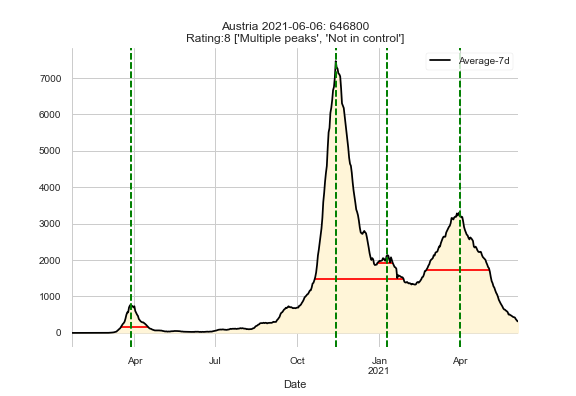 Austria 2021-06-06: 646800
Rating:8 ['Multiple peaks', 'Not in control']
Average-7d
7000
6000
5000
4000
3000
2000
1000
0
Apr
Jul
Oct
Jan
2021
Apr
Date